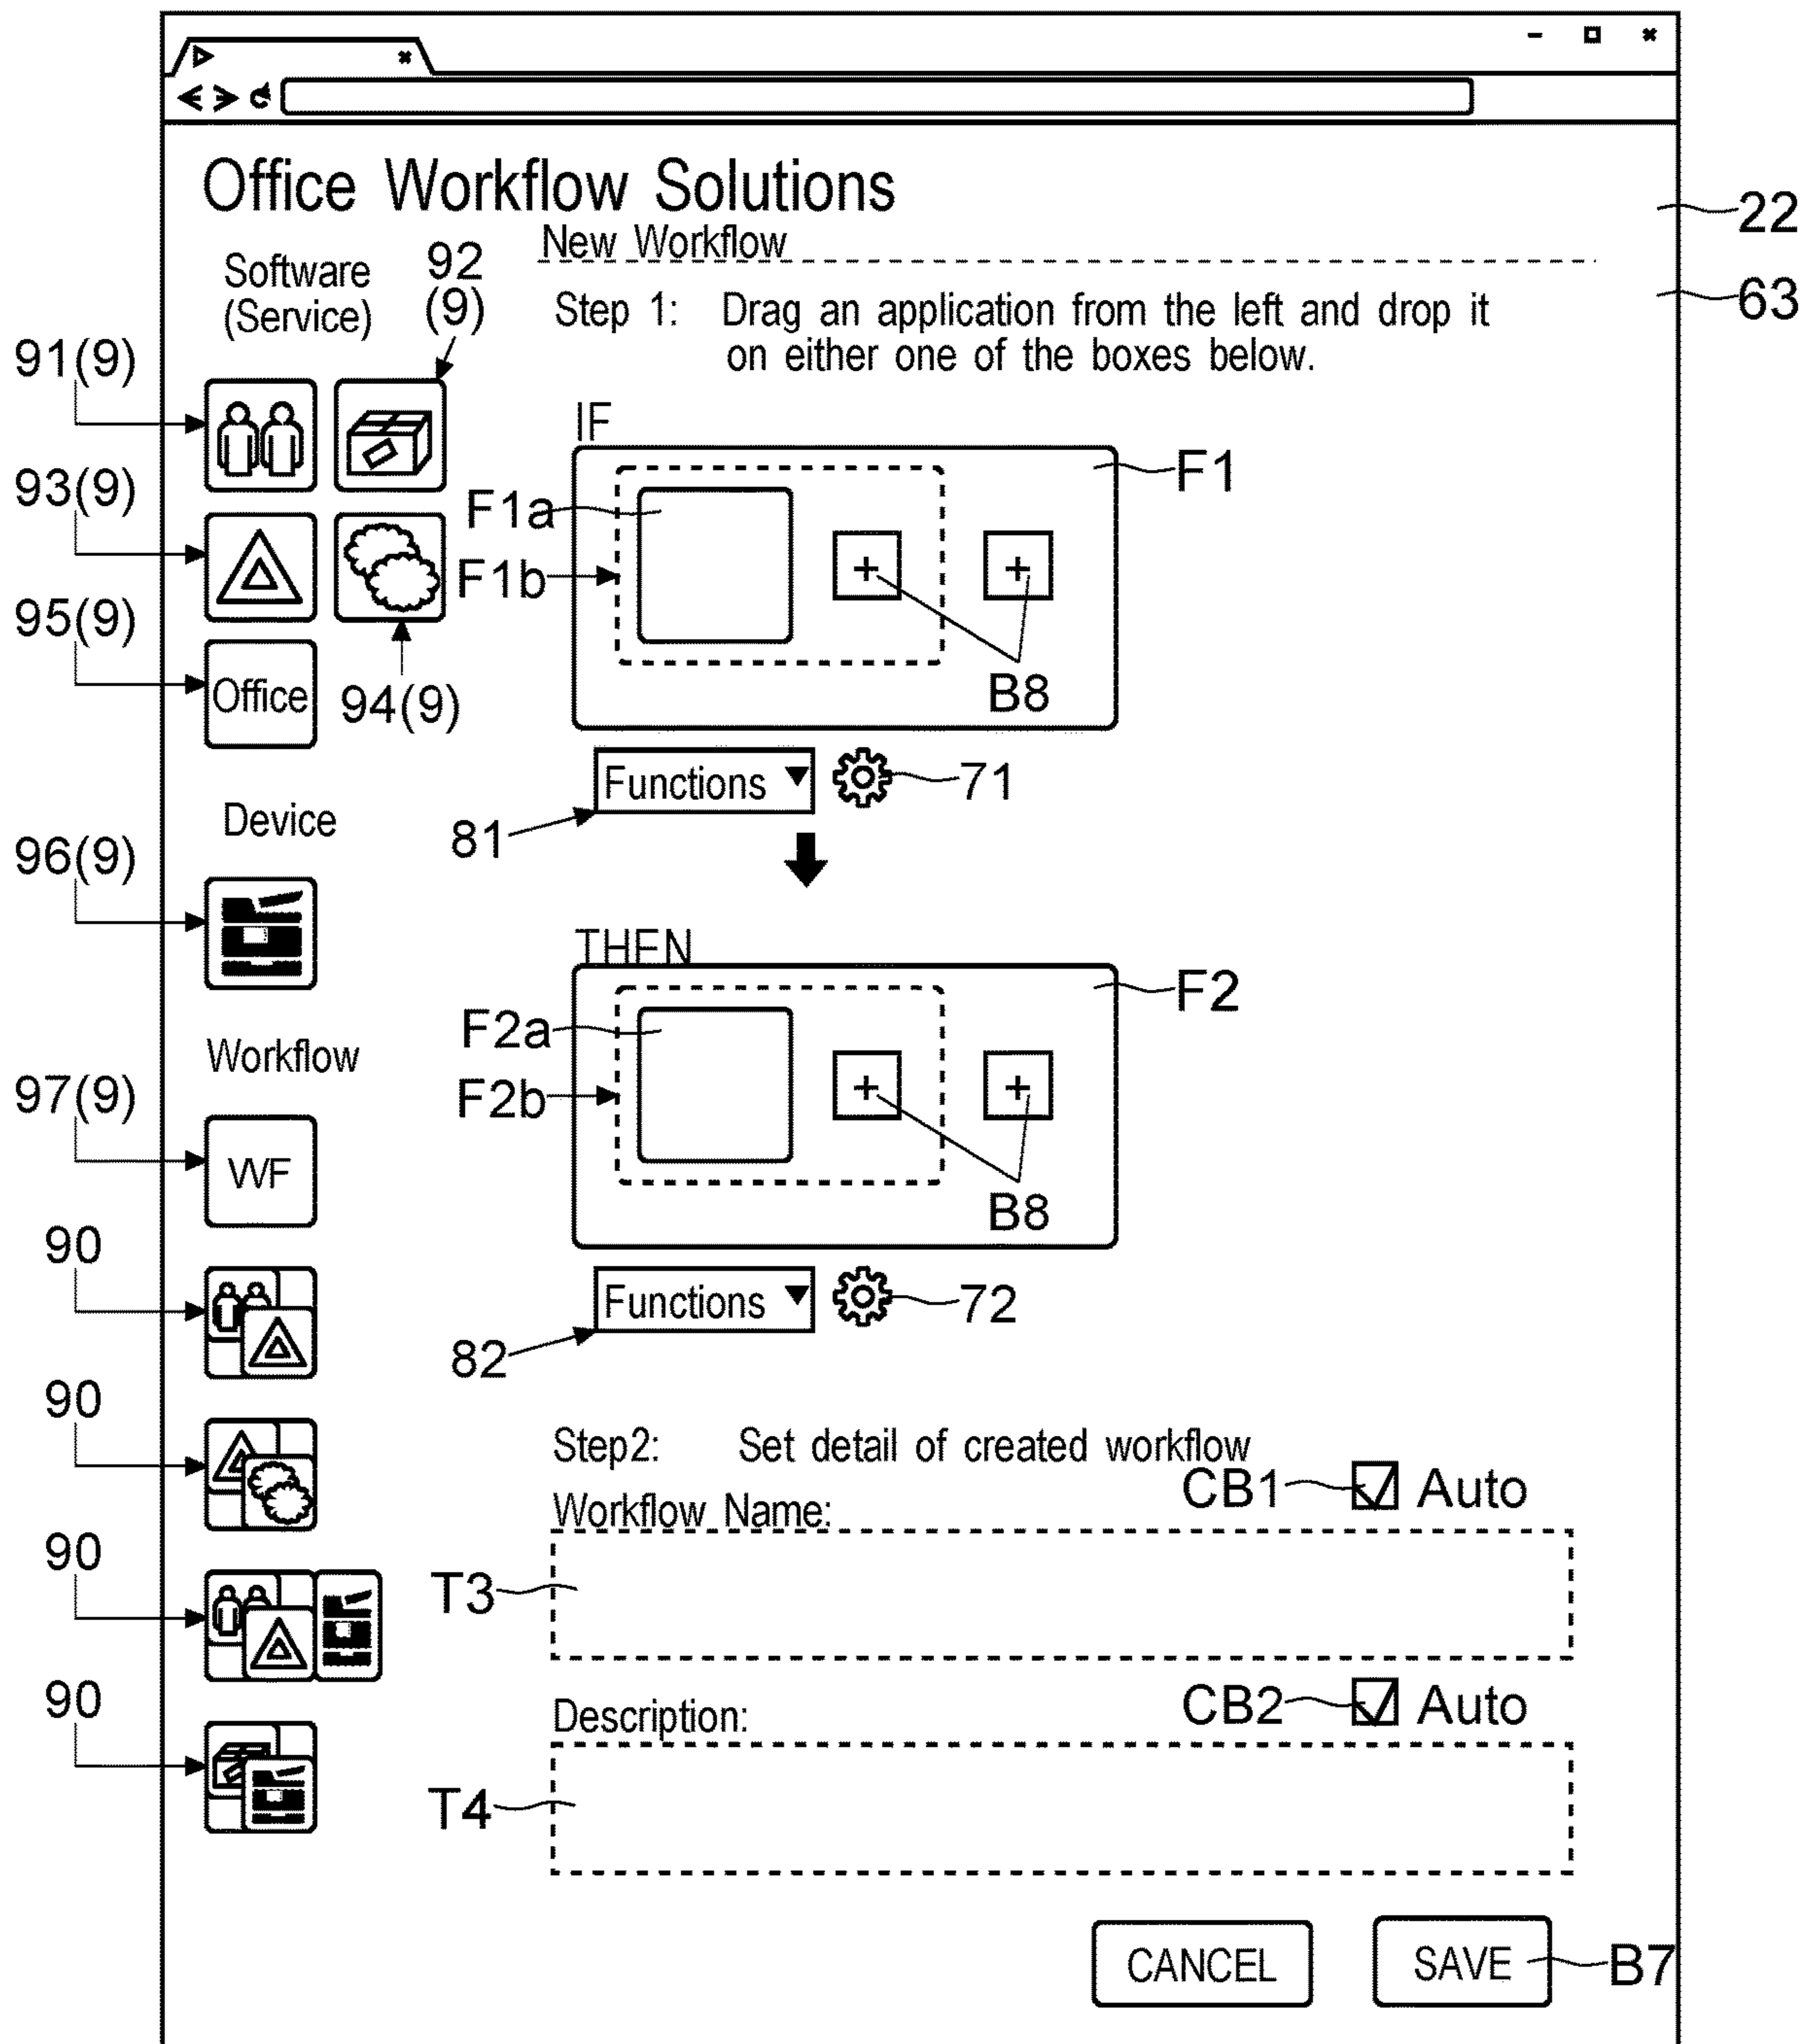 Office Workflow Solutions
22
New Workflow
Software
(Service)
92
(9)
63
Step 1: Drag an application from the left and drop it
on either one of the boxes below.
91(9)
IF
F1
93(9)
F1a
F1b
+ +
95(9)
B8
Office
94(9)
Functions
71
81
Device
96(9)
THEN
F2
F2a
Workflow
F2b
+ +
97(9)
WF
B8
90
Functions
72
82
90
Step2: Set detail of created workflow
CB1
Auto
Workflow Name:
90
T3
90
CB2
Auto
Description:
T4
CANCEL
SAVE
B7